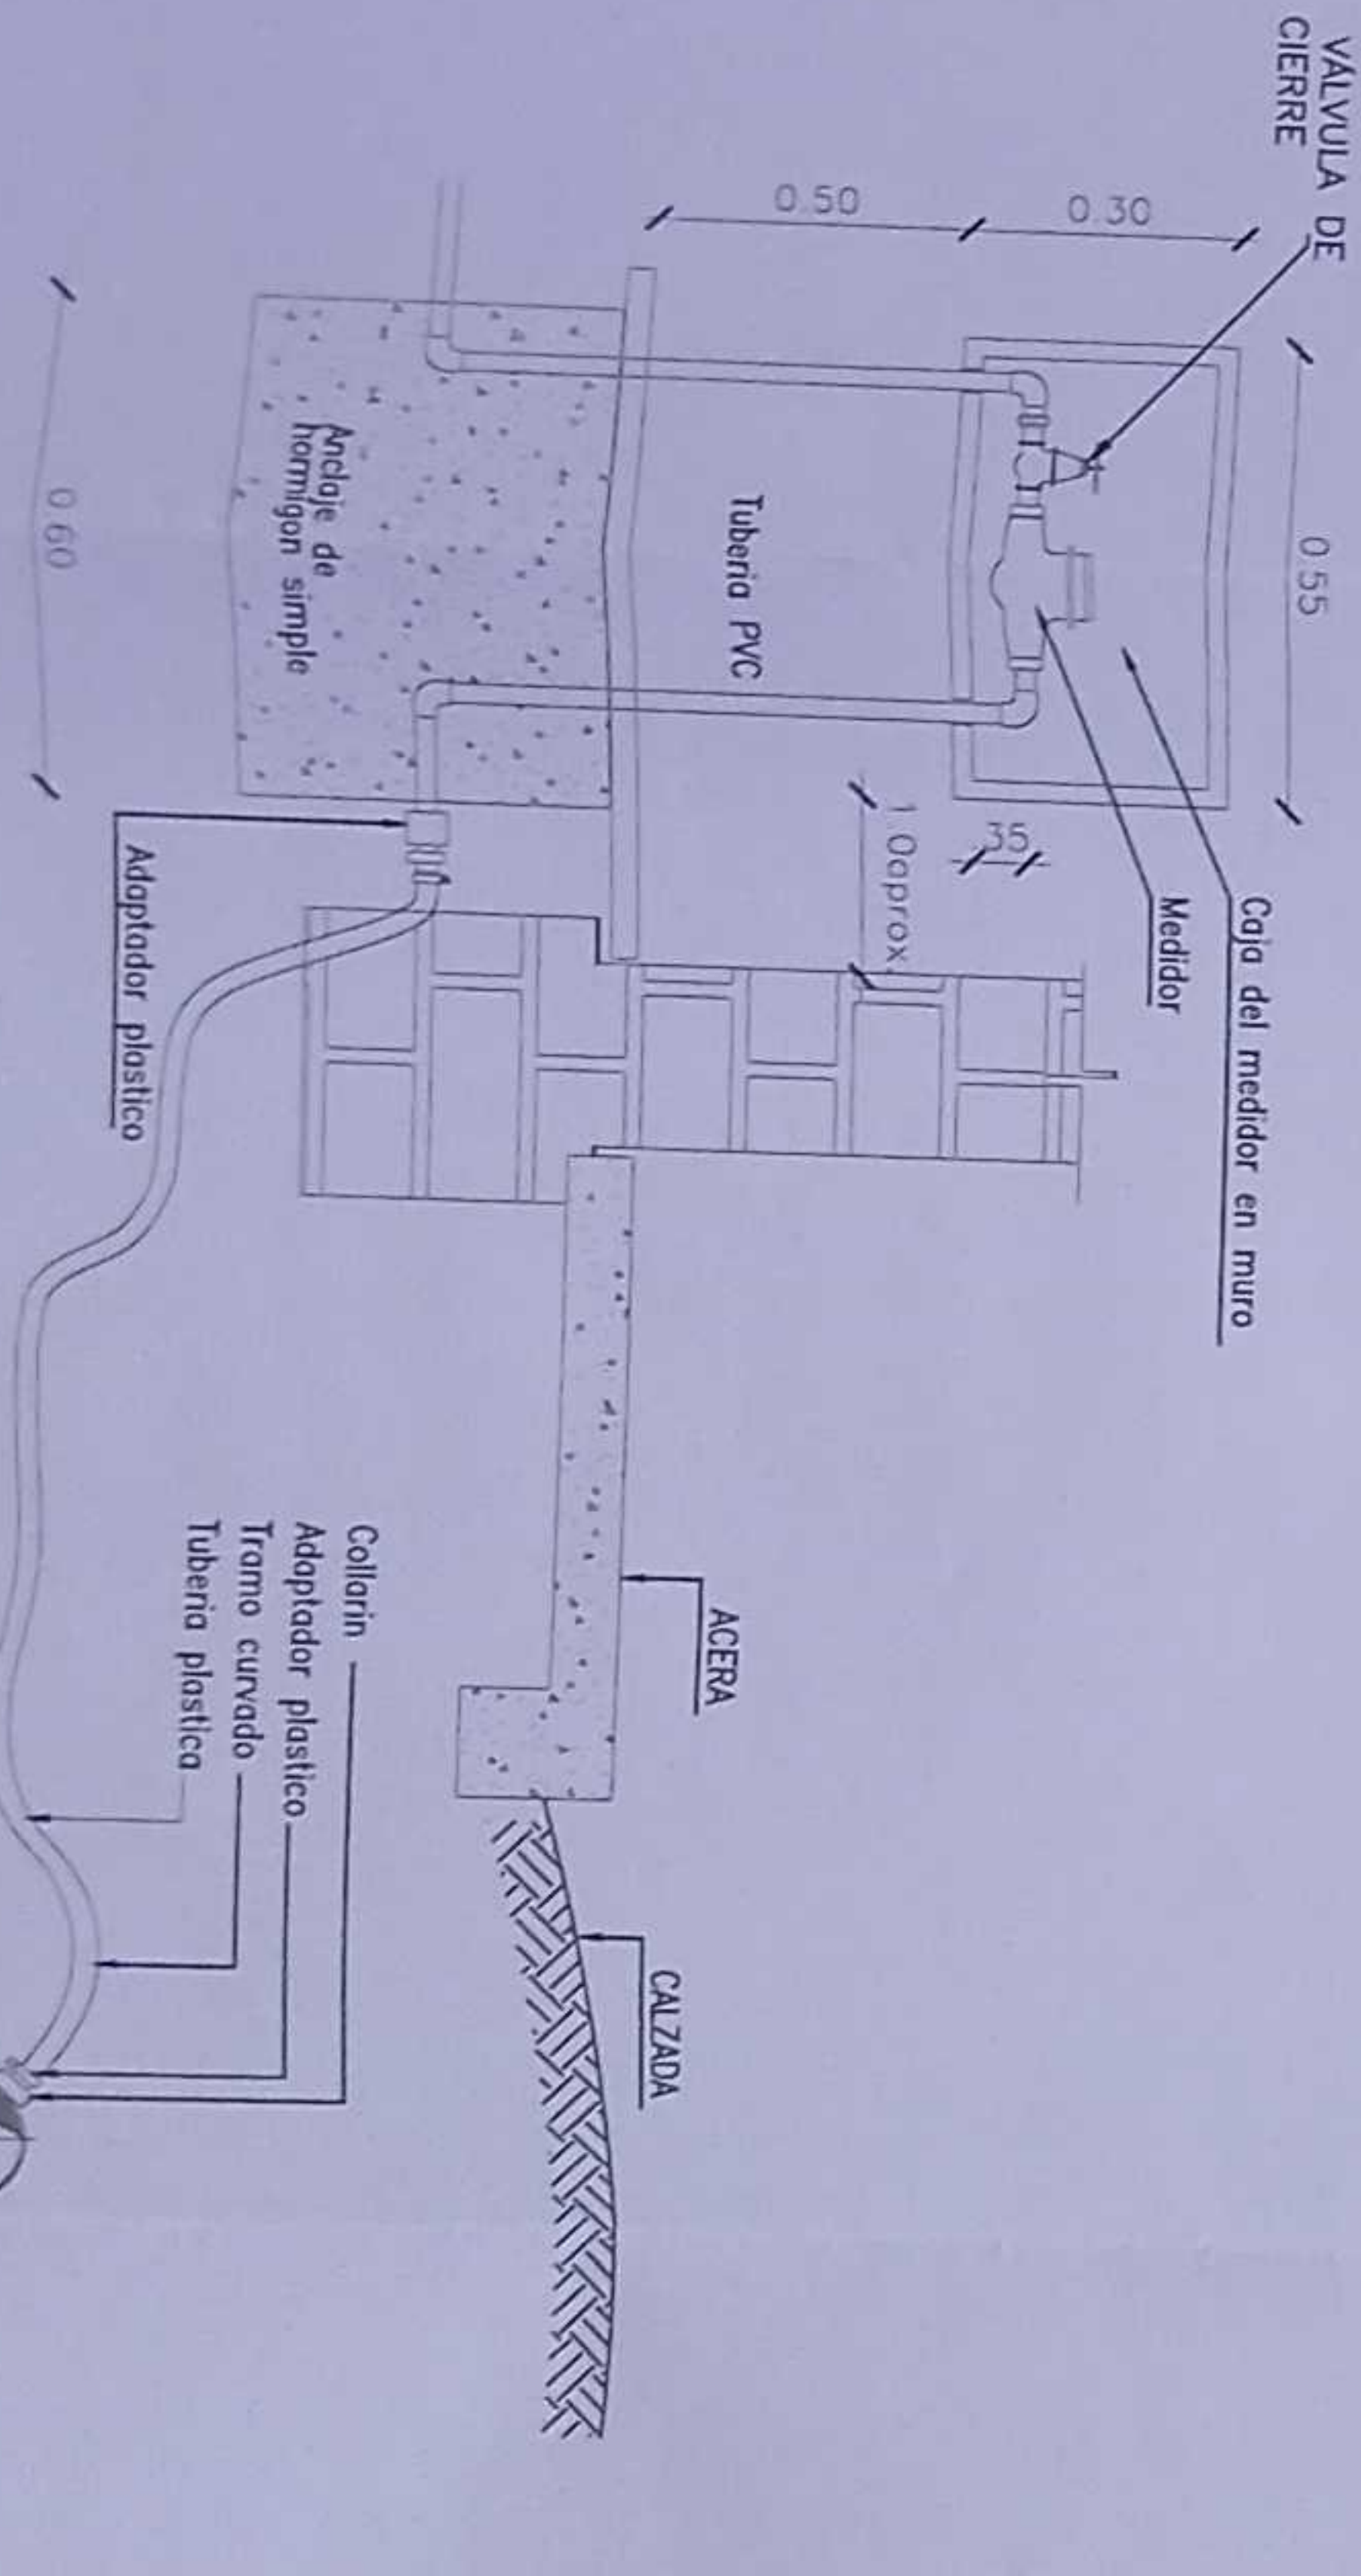 VÁLVULA DE
CIERRE
0.55
0.30
0.50
Caja del medidor en muro
Medidor
35
1.0aprox.
Tuberia PVC
ACERA
CALZADA
Anclaje de
hormigon simple
Collarin
Adaptador plastico
Tramo curvado
Tuberia plastica
Adaptador plastico
0.60